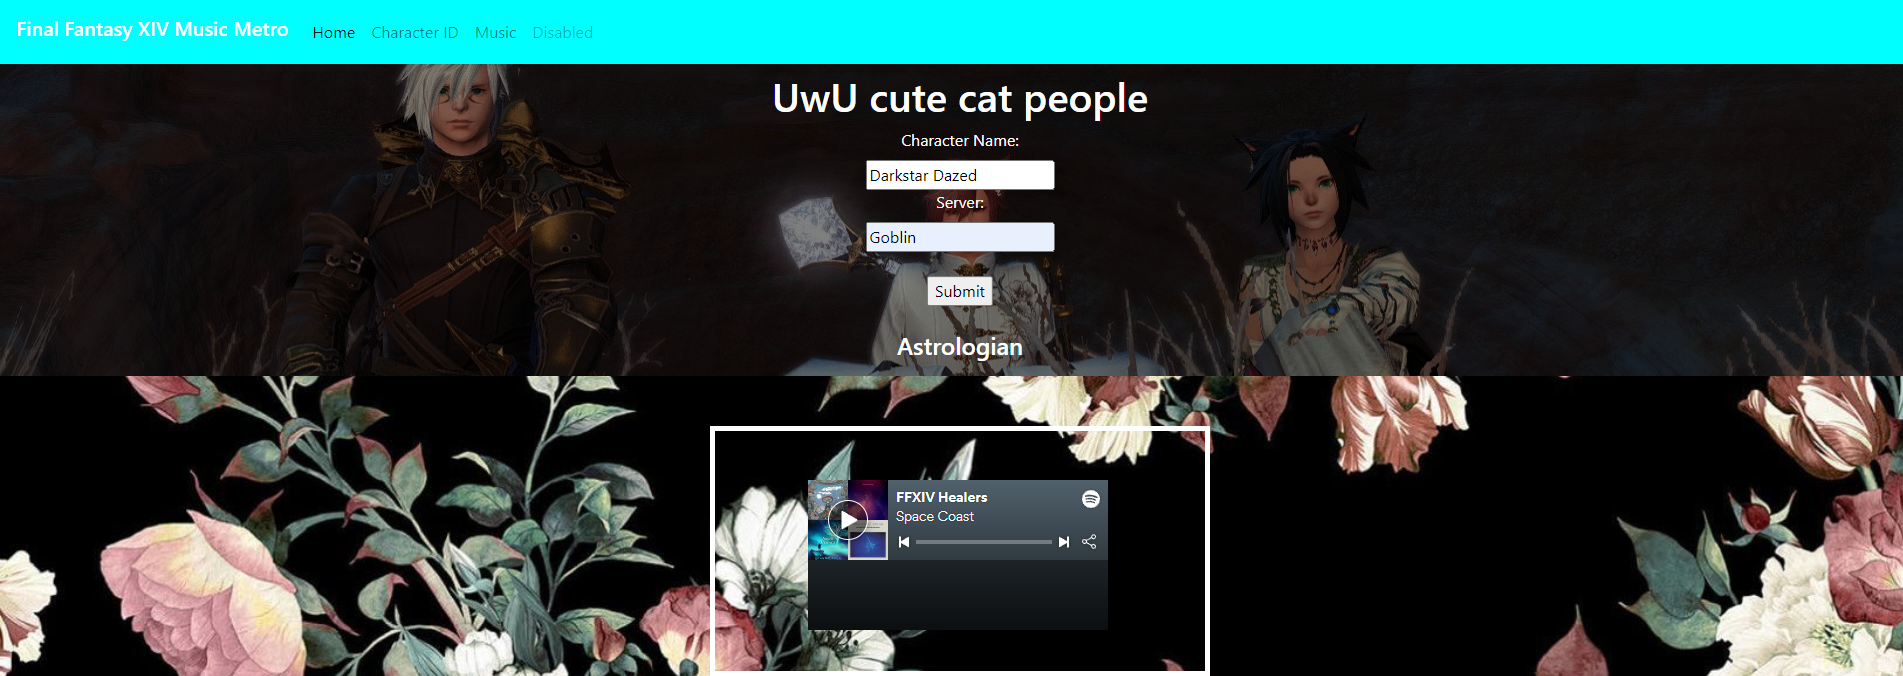 Final Fantasy XIV Music Metro Home Character ID Music Disabled
UwU cute cat people
Character Name:
Darkstar Dazed
Server:
Goblin
Submit
Astrologian
FFXIV Healers
Space Coast